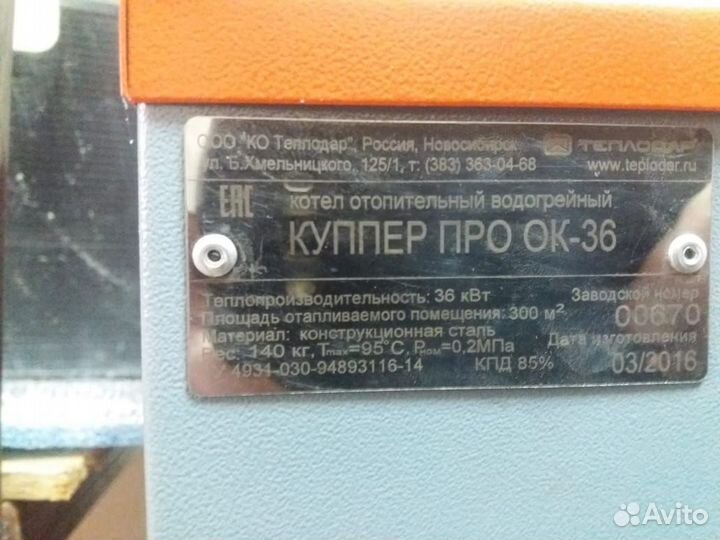 ООО "КО Теплодар", Россия, Новосибирск
ул. Б.Хмельницкого, 125/1, т: (383) 363-04-68
ТЕПЛОДАР
www.teplodar.ru
EAC
котел отопительный водогрейный
КУППЕР ПРО ОК-36
Теплопроизводительность: 36 кВт
Площадь отапливаемого помещения: 300 м²
Материал: конструкционная сталь
Вес: 140 кг, Tmax=95°C, Pном=0,2МПа
ТУ 4931-030-94893116-14
КПД 85%
Заводской номер
00670
Дата изготовления
03/2016
Avito